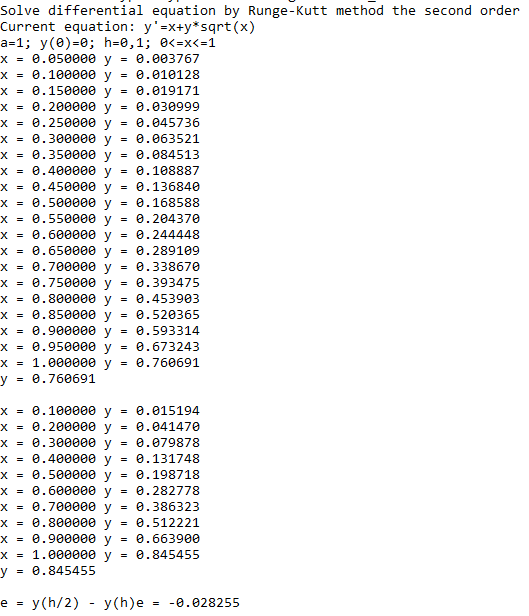 Solve differential equation by Runge-Kutt method the second order
Current equation: y'=x+y*sqrt(x)
a=1; y(0)=0; h=0,1; 0<=x<=1
x = 0.050000 y = 0.003767
x = 0.100000 y = 0.010128
x = 0.150000 y = 0.019171
x = 0.200000 y = 0.030999
x = 0.250000 y = 0.045736
x = 0.300000 y = 0.063521
x = 0.350000 y = 0.084513
x = 0.400000 y = 0.108887
x = 0.450000 y = 0.136840
x = 0.500000 y = 0.168588
x = 0.550000 y = 0.204370
x = 0.600000 y = 0.244448
x = 0.650000 y = 0.289109
x = 0.700000 y = 0.338670
x = 0.750000 y = 0.393475
x = 0.800000 y = 0.453903
x = 0.850000 y = 0.520365
x = 0.900000 y = 0.593314
x = 0.950000 y = 0.673243
x = 1.000000 y = 0.760691
y = 0.760691
x = 0.100000 y = 0.015194
x = 0.200000 y = 0.041470
x = 0.300000 y = 0.079878
x = 0.400000 y = 0.131748
x = 0.500000 y = 0.198718
x = 0.600000 y = 0.282778
x = 0.700000 y = 0.386323
x = 0.800000 y = 0.512221
x = 0.900000 y = 0.663900
x = 1.000000 y = 0.845455
y = 0.845455
e = y(h/2) - y(h)e = -0.028255